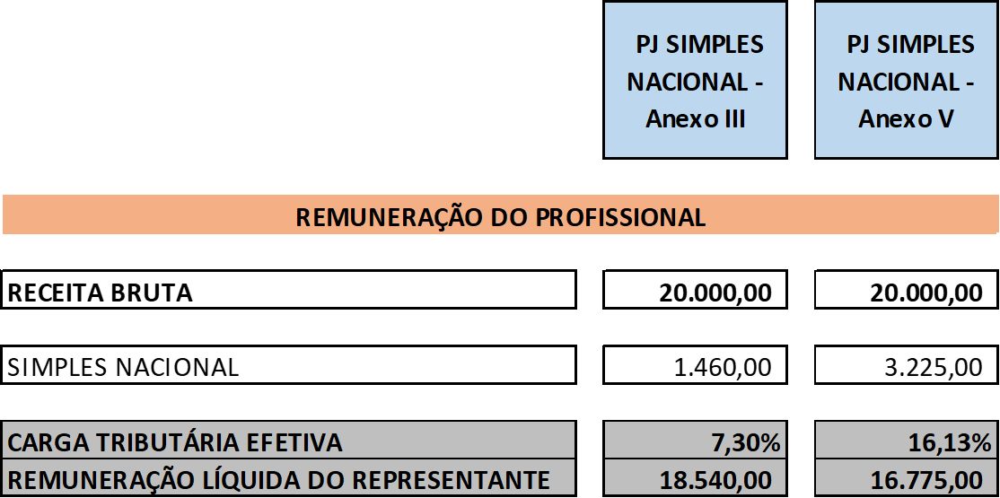 PJ SIMPLES
NACIONAL -
Anexo III
PJ SIMPLES
NACIONAL -
Anexo V
REMUNERAÇÃO DO PROFISSIONAL
RECEITA BRUTA 20.000,00 20.000,00
SIMPLES NACIONAL 1.460,00 3.225,00
CARGA TRIBUTÁRIA EFETIVA 7,30% 16,13%
REMUNERAÇÃO LÍQUIDA DO REPRESENTANTE 18.540,00 16.775,00